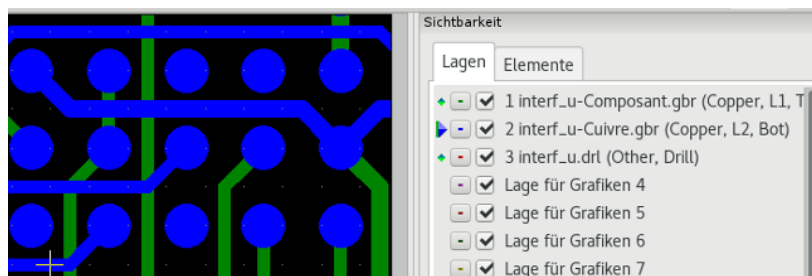 Sichtbarkeit
Lagen Elemente
1 interf_u-Composant.gbr (Copper, L1, T
2 interf_u-Cuivre.gbr (Copper, L2, Bot)
3 interf_u.drl (Other, Drill)
Lage für Grafiken 4
Lage für Grafiken 5
Lage für Grafiken 6
Lage für Grafiken 7